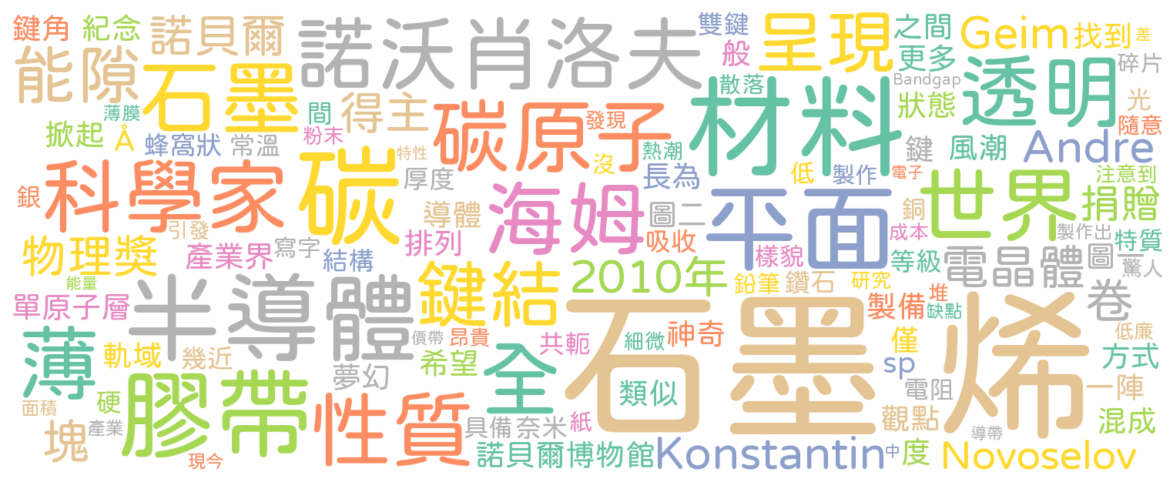 鍵角 紀念 諾貝爾 諾沃肖洛夫 雙鍵 呈現 之間 Geim 找到 差
能隙 石墨 般 更多 透明 碎片
薄膜 間 得主 碳原子 材料 散落 Bandgap 狀態 光
掀起 Å 蜂窩狀 常溫 粉末 發現 隨意
科學家 碳 特性 熱潮 鍵 風潮 Andre
銀 厚度 海姆 長為 低 製作 電子 世界 注意到
引發 導體 圖二 平面 銅 捐贈
物理獎 產業界 寫字 排列 吸收 成本 製作出 特質
能量 結構 鍵結 2010年 樣貌 等級 電晶體 圖一 驚人
單原子層 半導體 鉛筆 鑽石 研究 製備 堆 卷
石墨烯 缺點
薄 軌域 幾近 價帶 昂貴 共軛 細微 神奇 僅 低廉
夢幻 希望 全 類似 sp 方式
面積 硬 膠帶 性質 電阻 一陣
塊 產業 具備 奈米 紙 觀點 混成
現今 諾貝爾博物館 Konstantin 中 度 Novoselov 導帶